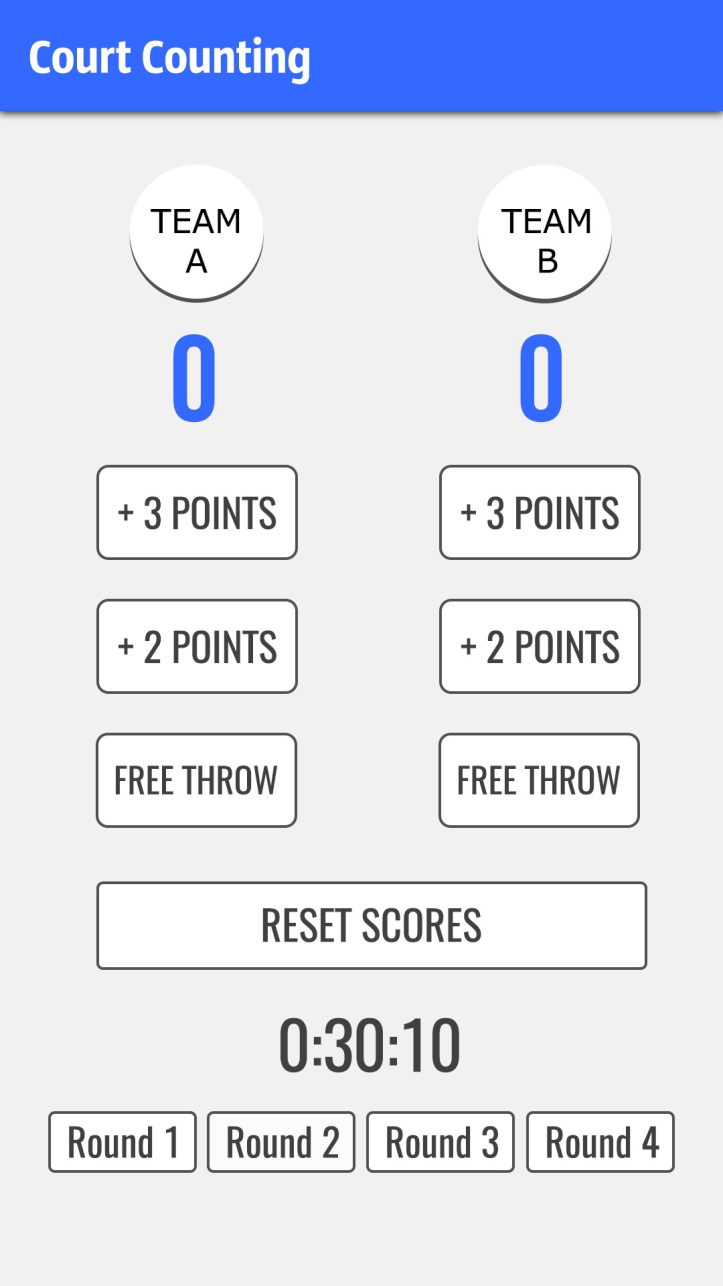 Court Counting
TEAM
A
TEAM
B
0
0
+ 3 POINTS
+ 3 POINTS
+ 2 POINTS
+ 2 POINTS
FREE THROW
FREE THROW
RESET SCORES
0:30:10
Round 1
Round 2
Round 3
Round 4